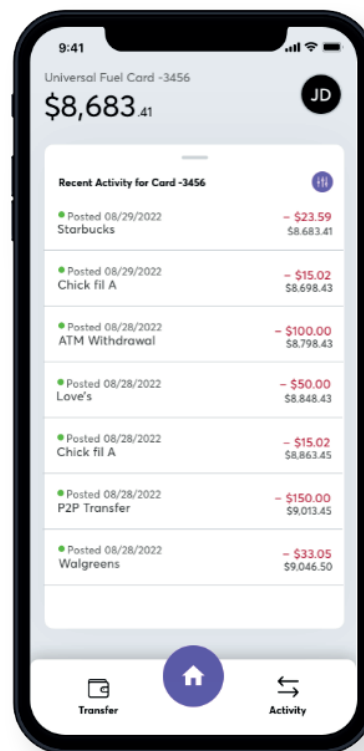 9:41
Universal Fuel Card -3456
$8,683.41
JD
Recent Activity for Card -3456
Posted 08/29/2022
Starbucks
– $23.59
$8.683.41
Posted 08/29/2022
Chick fil A
– $15.02
$8.698.43
Posted 08/28/2022
ATM Withdrawal
– $100.00
$8.798.43
Posted 08/28/2022
Love's
– $50.00
$8.848.43
Posted 08/28/2022
Chick fil A
– $15.02
$8,863.45
Posted 08/28/2022
P2P Transfer
– $150.00
$9,013.45
Posted 08/28/2022
Walgreens
– $33.05
$9,046.50
Transfer
Activity